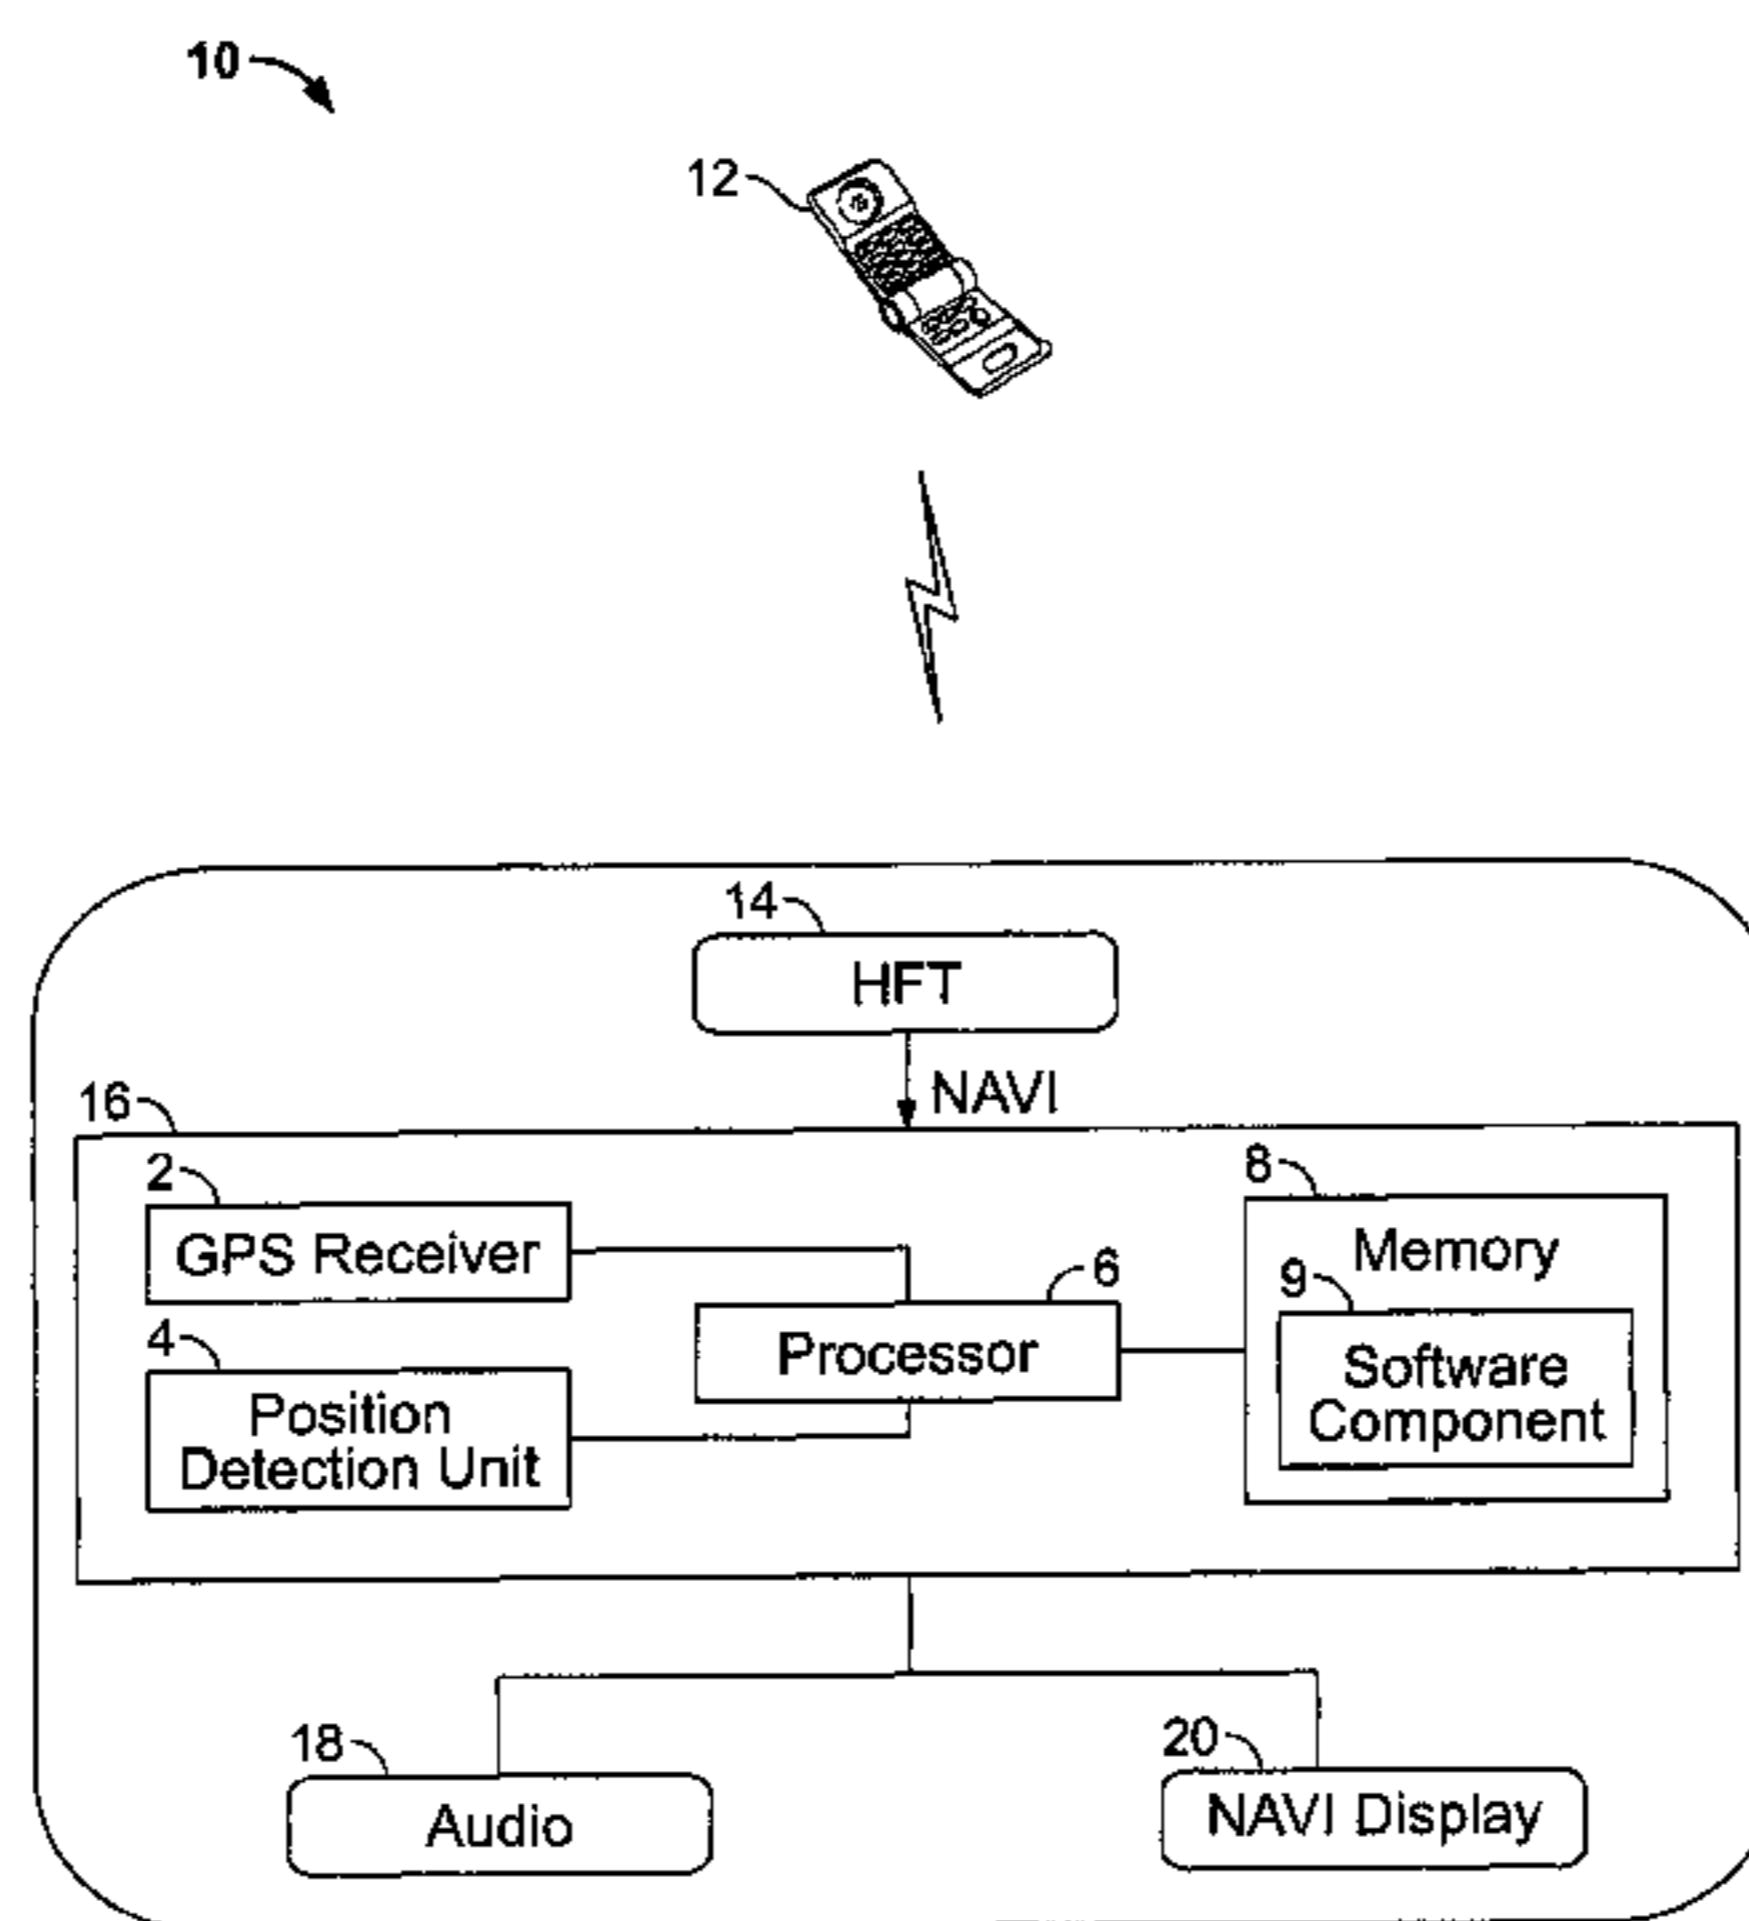 10
12
14
HFT
NAVI
16
2
GPS Receiver
4
Position
Detection Unit
6
Processor
8
Memory
9
Software
Component
18
Audio
20
NAVI Display